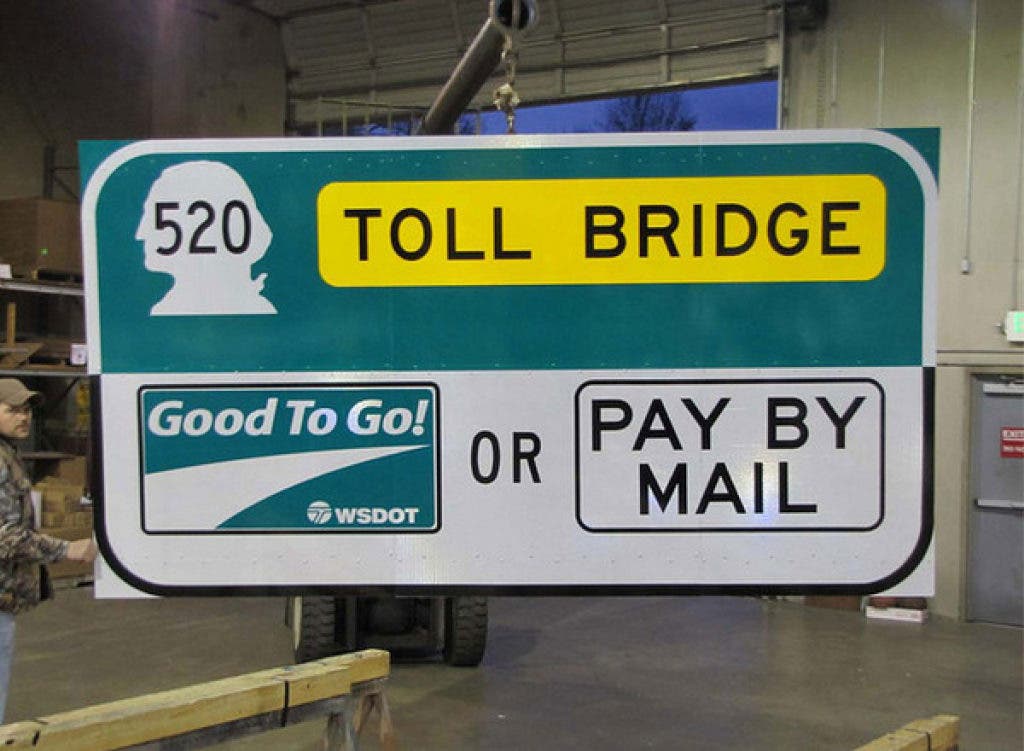 520 TOLL BRIDGE
Good To Go!
WSDOT
OR
PAY BY
MAIL